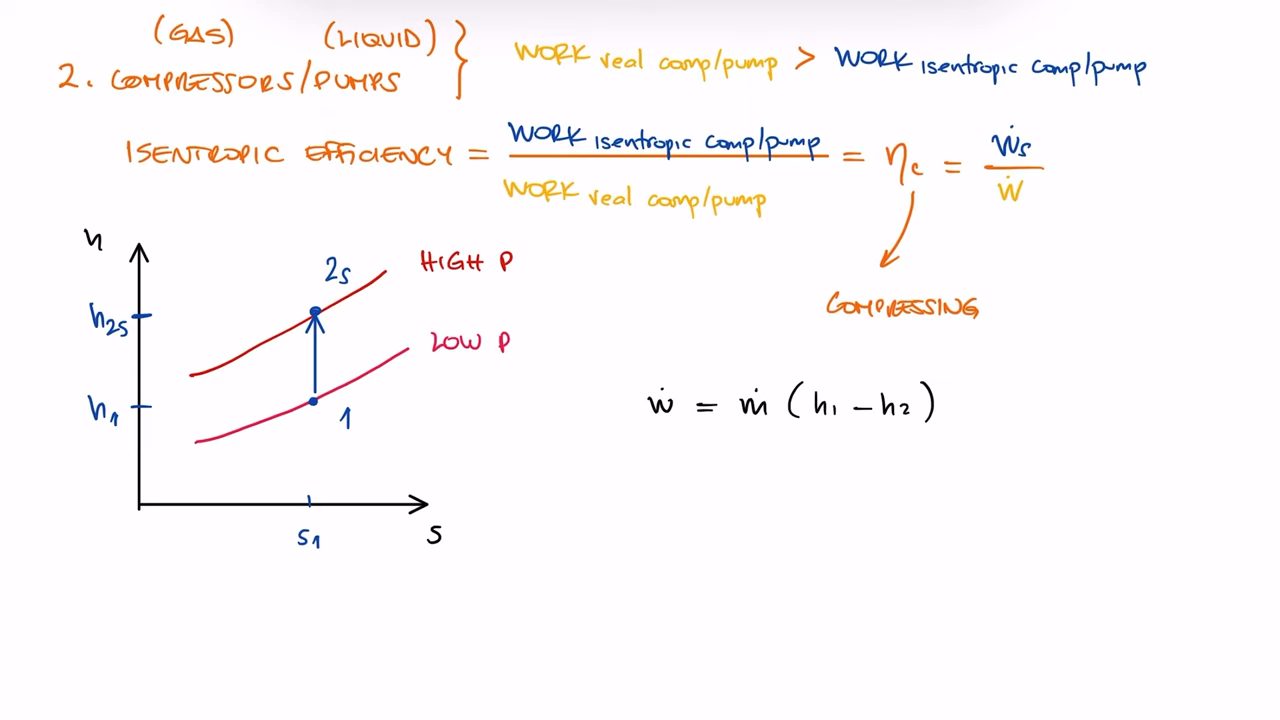 (GAS) (LIQUID)
2. COMPRESSORS/PUMPS } WORK real comp/pump > WORK isentropic comp/pump
ISENTROPIC EFFICIENCY = WORK isentropic comp/pump / WORK real comp/pump = ηc = ẇs / ẇ
COMPRESSING
h
2s
HIGH P
h2s
LOW P
h1
1
ẇ = ṁ (h1 - h2)
s1
s